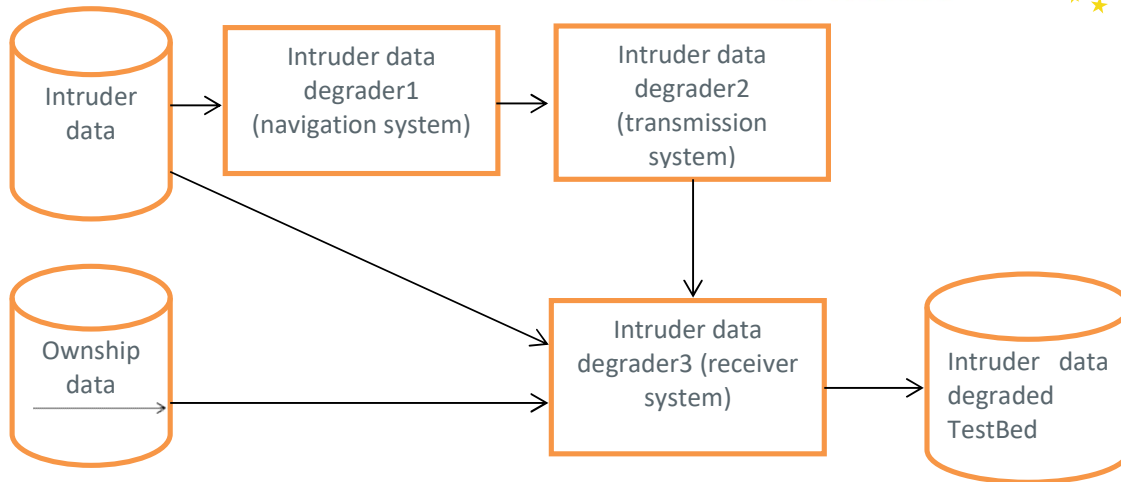 Intruder data
Intruder data
degrader1
(navigation system)
Intruder data
degrader2
(transmission
system)
Ownship
data
Intruder data
degrader3 (receiver
system)
Intruder data
degraded
TestBed